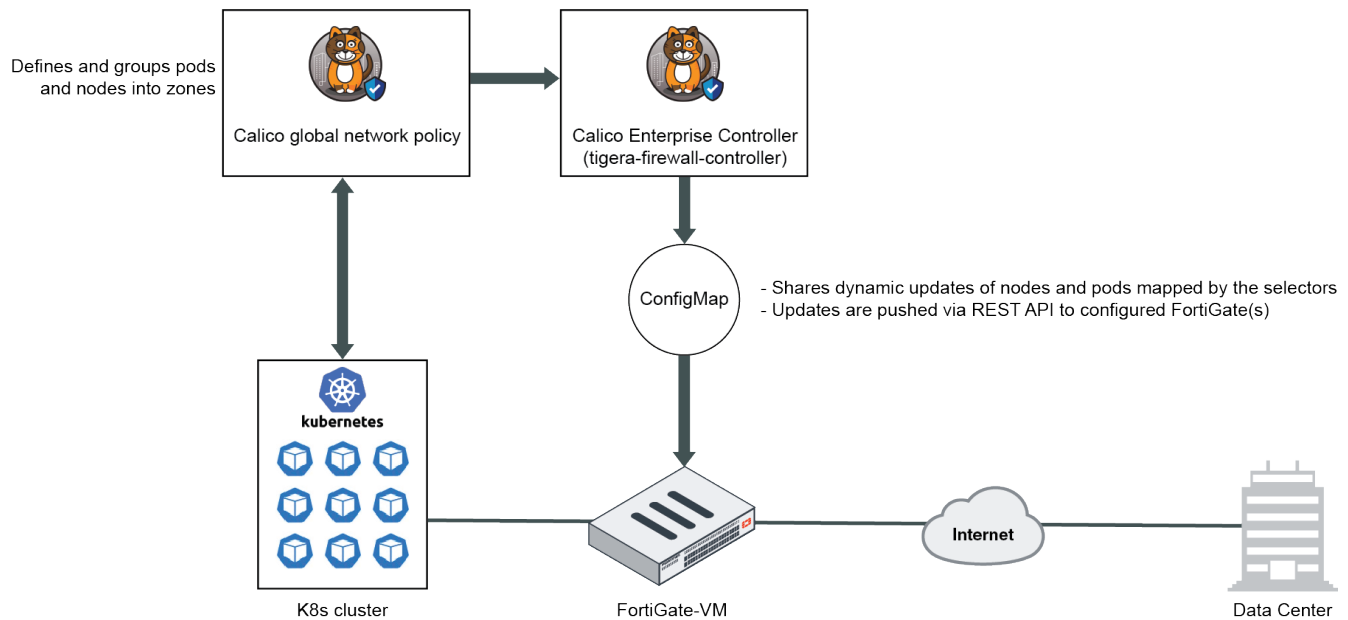 Defines and groups pods
and nodes into zones
Calico global network policy
Calico Enterprise Controller
(tigera-firewall-controller)
ConfigMap
- Shares dynamic updates of nodes and pods mapped by the selectors
- Updates are pushed via REST API to configured FortiGate(s)
kubernetes
K8s cluster
FortiGate-VM
Internet
Data Center